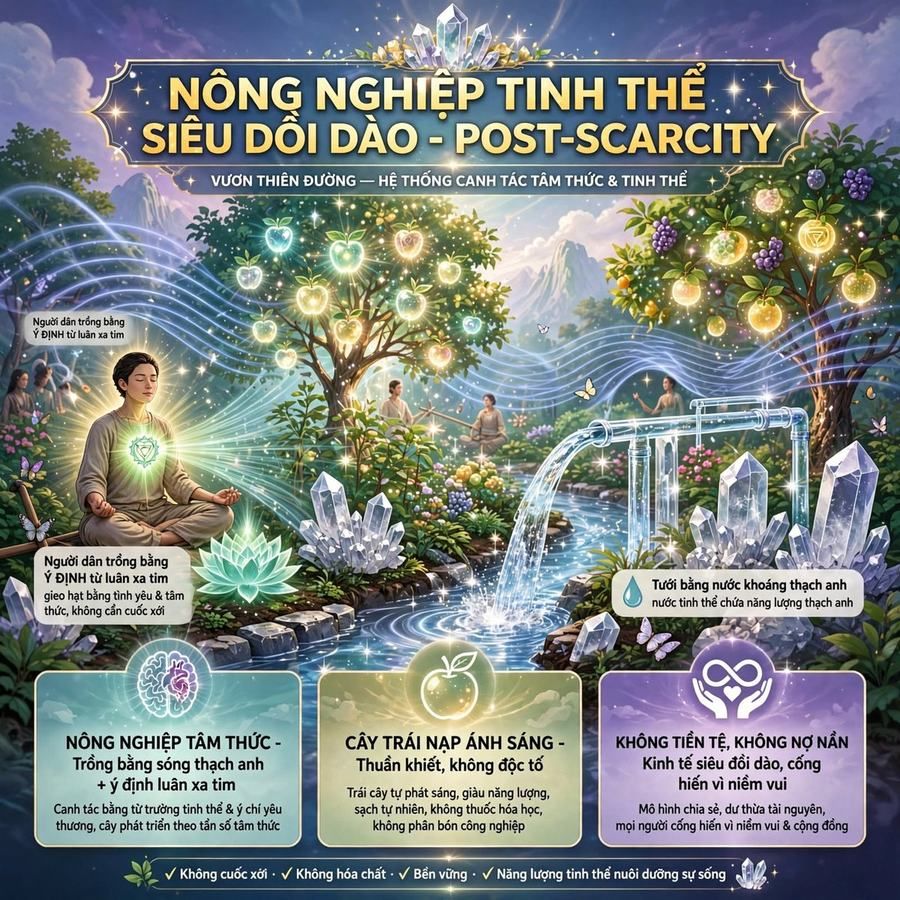 NÔNG NGHIỆP TINH THỂ
SIÊU DỒI DÀO - POST-SCARCITY
VƯƠN THIÊN ĐƯỜNG — HỆ THỐNG CANH TÁC TÂM THỨC & TINH THỂ
Người dân trồng bằng
Ý ĐỊNH từ luân xa tim
Người dân trồng bằng
Ý ĐỊNH từ luân xa tim
gieo hạt bằng tình yêu & tâm
thức, không cần cuốc xới
Tưới bằng nước khoáng thạch anh
nước tinh thể chứa năng lượng thạch anh
NÔNG NGHIỆP TÂM THỨC -
Trồng bằng sóng thạch anh
+ ý định luân xa tim
Canh tác bằng từ trường tinh thể & ý chí yêu
thương, cây phát triển theo tần số tâm thức
CÂY TRÁI NẠP ÁNH SÁNG -
Thuần khiết, không độc tố
Trái cây tự phát sáng, giàu năng lượng,
sạch tự nhiên, không thuốc hóa học,
không phân bón công nghiệp
KHÔNG TIỀN TỆ, KHÔNG NỢ NẦN
Kinh tế siêu dồi dào, cống
hiến vì niềm vui
Mô hình chia sẻ, dư thừa tài nguyên,
mọi người cống hiến vì niềm vui & cộng đồng
✓ Không cuốc xới · ✓ Không hóa chất · ✓ Bền vững · ✓ Năng lượng tinh thể nuôi dưỡng sự sống